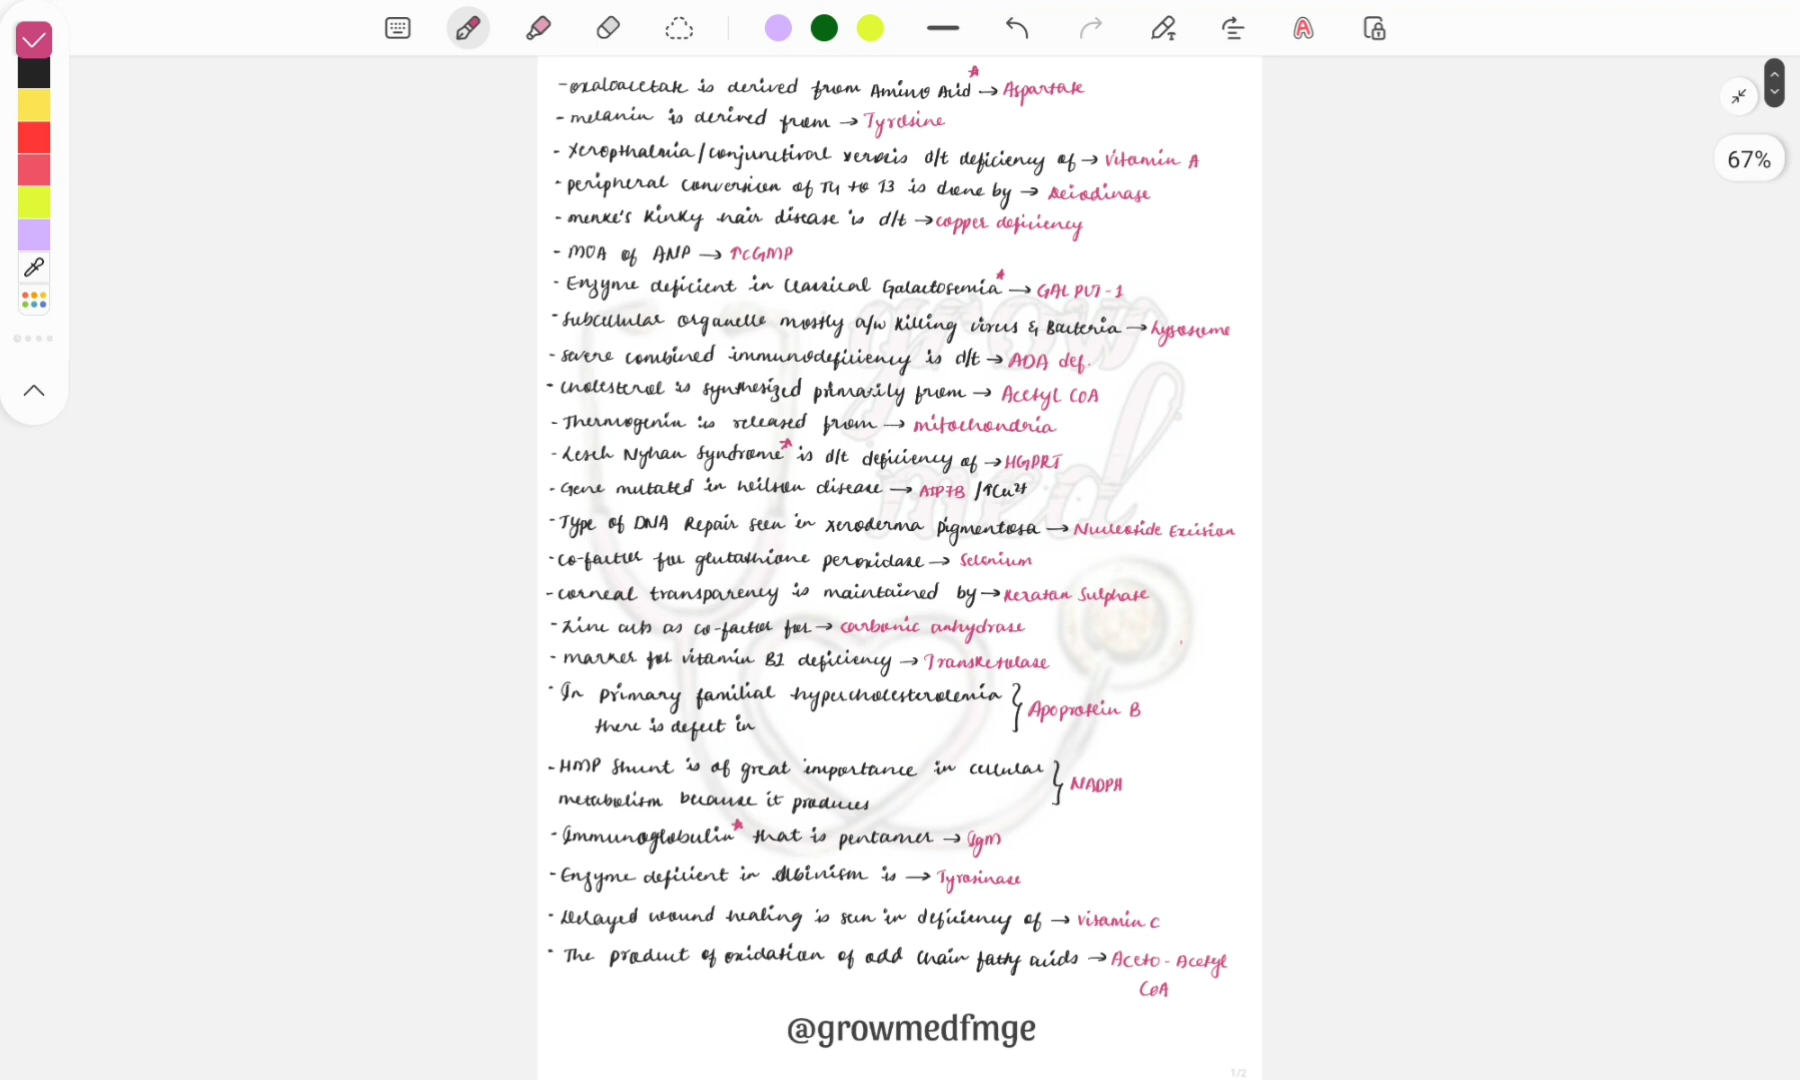 67%
- oxaloacetate is derived from Amino Acid → Aspartate
- melanin is derived from → Tyrosine
- Xeropthalmia/conjunctival xerosis d/t deficiency of → vitamin A
- peripheral conversion of T4 to T3 is done by → Deiodinase
- menke's Kinky hair disease is d/t → copper deficiency
- MOA of ANP → ↑cGMP
- Enzyme deficient in Classical Galactosemia → GALPUT-1
- Subcellular organelle mostly a/w killing virus & Bacteria → Lysosome
- Severe combined immunodeficiency is d/t → ADA def.
- cholesterol is synthesized primarily from → Acetyl COA
- Thermogenin is released from → mitochondria
- Lesch Nyhan Syndrome is d/t deficiency of → HGPRT
- Gene mutated in weilson disease → ATP7B /↑Cu2+
- Type of DNA Repair seen in xeroderma pigmentosa → Nucleotide Excision
- co-factor for glutathione peroxidase → Selenium
- corneal transparency is maintained by → Keratan Sulphate
- Zinc acts as co-factor for → carbonic anhydrase
- marker for vitamin B1 deficiency → Transketolase
- In primary familial hypercholesterolemia
there is defect in } Apoprotein B
- HMP Shunt is of great importance in cellular
metabolism because it produces } NADPH
- Immunoglobulin that is pentamer → Igm
- Enzyme deficient in albinism is → Tyrosinase
- Delayed wound healing is seen in deficiency of → vitamin C
- The product of oxidation of odd chain fatty acids → Aceto-Acetyl
COA
grow
med
@growmedfmge
1/2